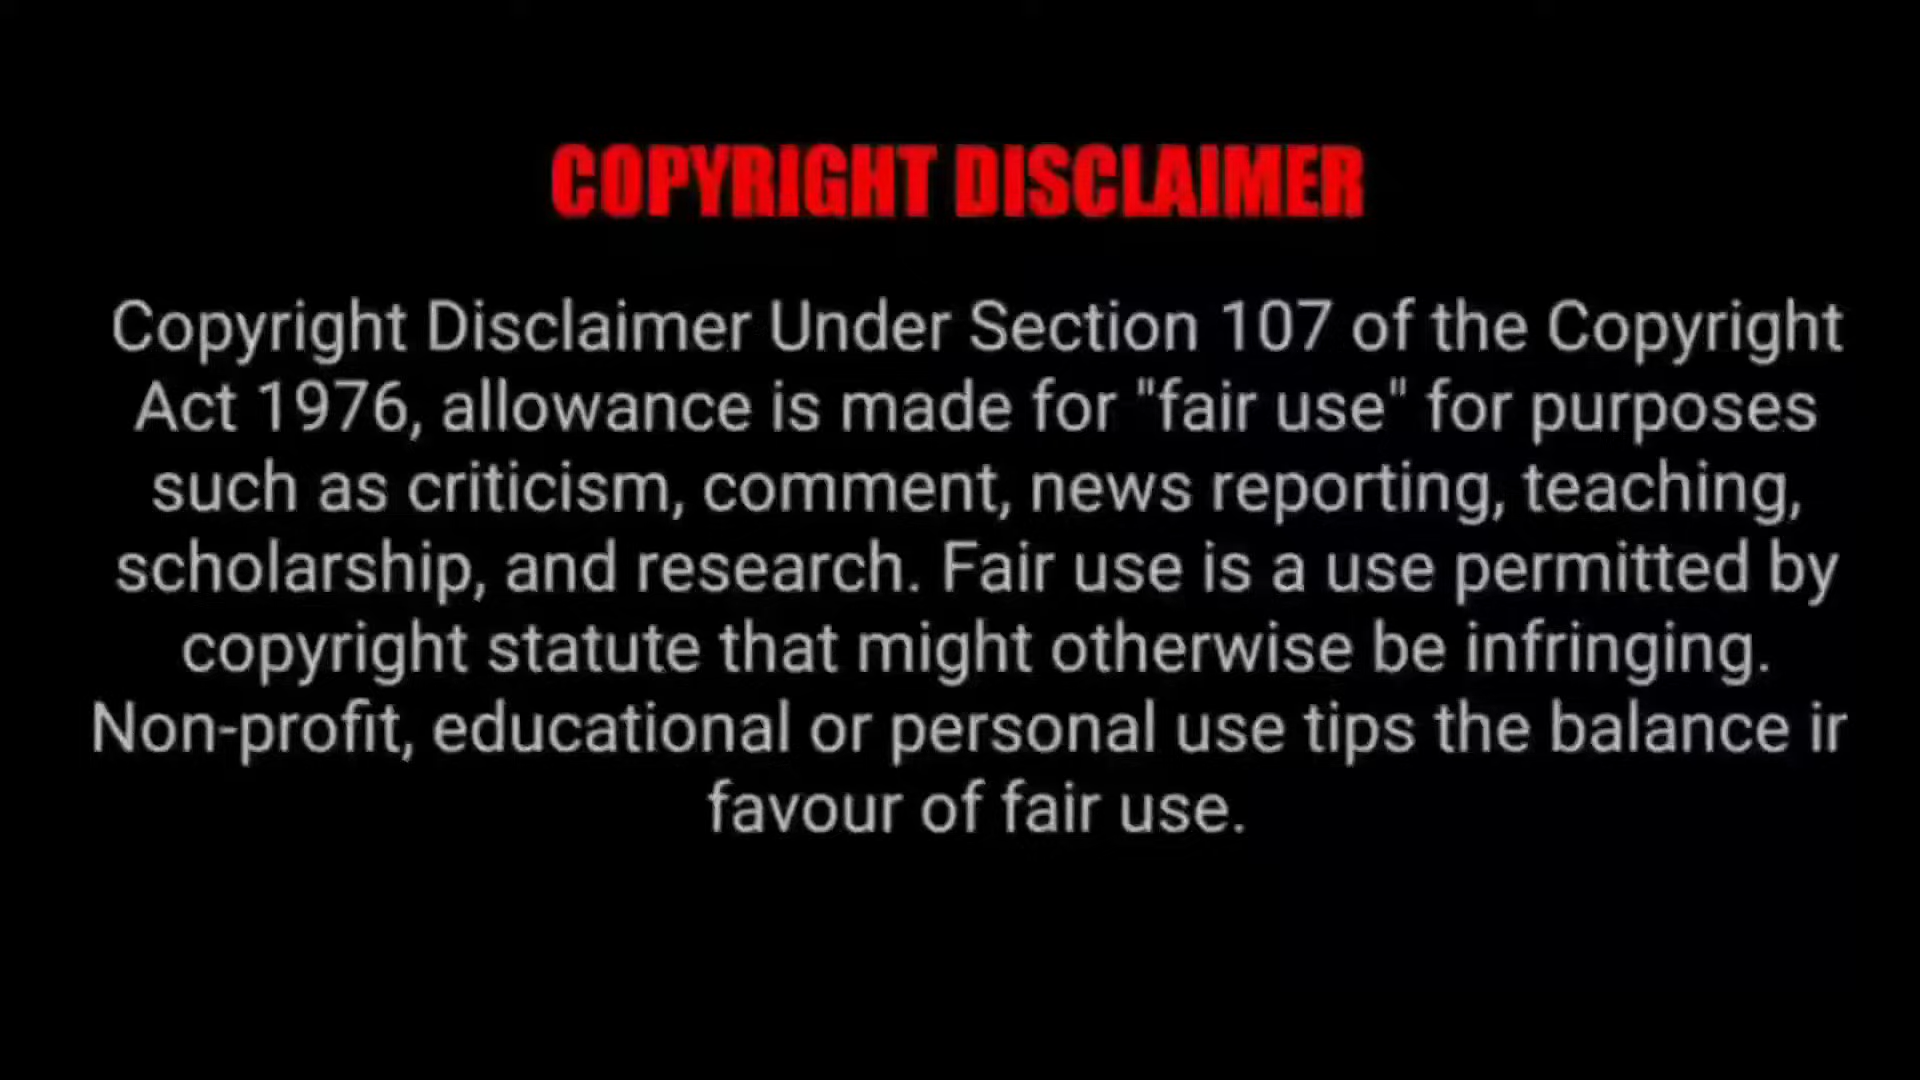 COPYRIGHT DISCLAIMER
Copyright Disclaimer Under Section 107 of the Copyright
Act 1976, allowance is made for "fair use" for purposes
such as criticism, comment, news reporting, teaching,
scholarship, and research. Fair use is a use permitted by
copyright statute that might otherwise be infringing.
Non-profit, educational or personal use tips the balance ir
favour of fair use.